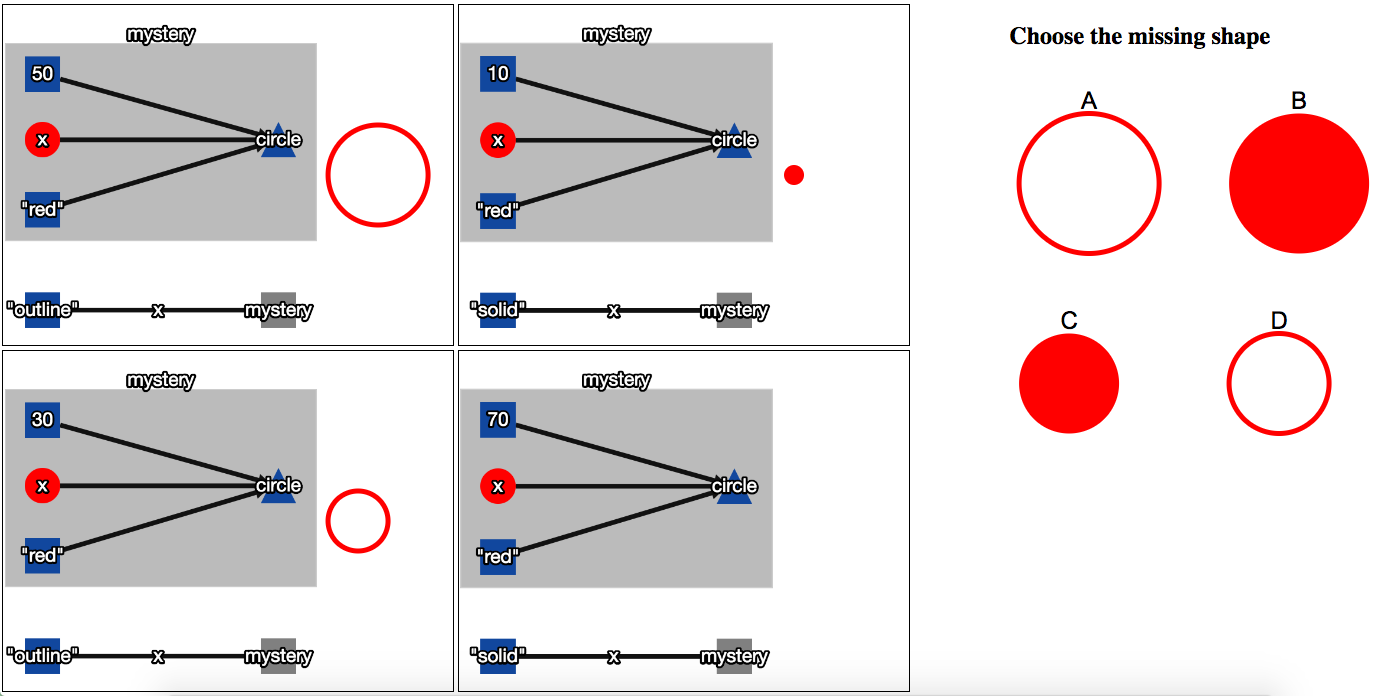 mystery
50
x
circle
"red"
"outline"
x
mystery
mystery
10
x
circle
"red"
"solid"
x
mystery
mystery
30
x
circle
"red"
"outline"
x
mystery
mystery
70
x
circle
"red"
"solid"
x
mystery
Choose the missing shape
A
B
C
D